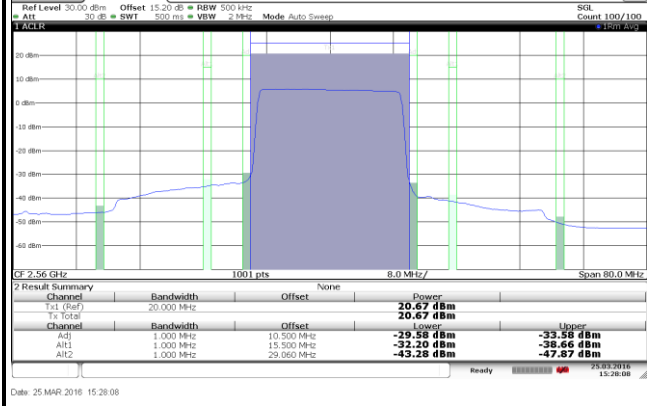 Ref Level 30.00 dBm Offset 15.20 dB RBW 500 kHz SGL
Att 30 dB SWT 500 ms VBW 2 MHz Mode Auto Sweep Count 100/100
1 ACLR 1Rm Avg
20 dBm
10 dBm
0 dBm
-10 dBm
-20 dBm
-30 dBm
-40 dBm
-50 dBm
-60 dBm
CF 2.56 GHz 1001 pts 8.0 MHz/ Span 80.0 MHz
2 Result Summary None
Channel Bandwidth Offset Power
Tx1 (Ref) 20.000 MHz 20.67 dBm
Tx Total 20.67 dBm
Channel Bandwidth Offset Lower Upper
Adj 1.000 MHz 10.500 MHz -29.58 dBm -33.58 dBm
Alt1 1.000 MHz 15.500 MHz -32.20 dBm -38.66 dBm
Alt2 1.000 MHz 29.060 MHz -43.28 dBm -47.87 dBm
Ready 25.03.2016
15:28:08
Date: 25.MAR.2016 15:28:08